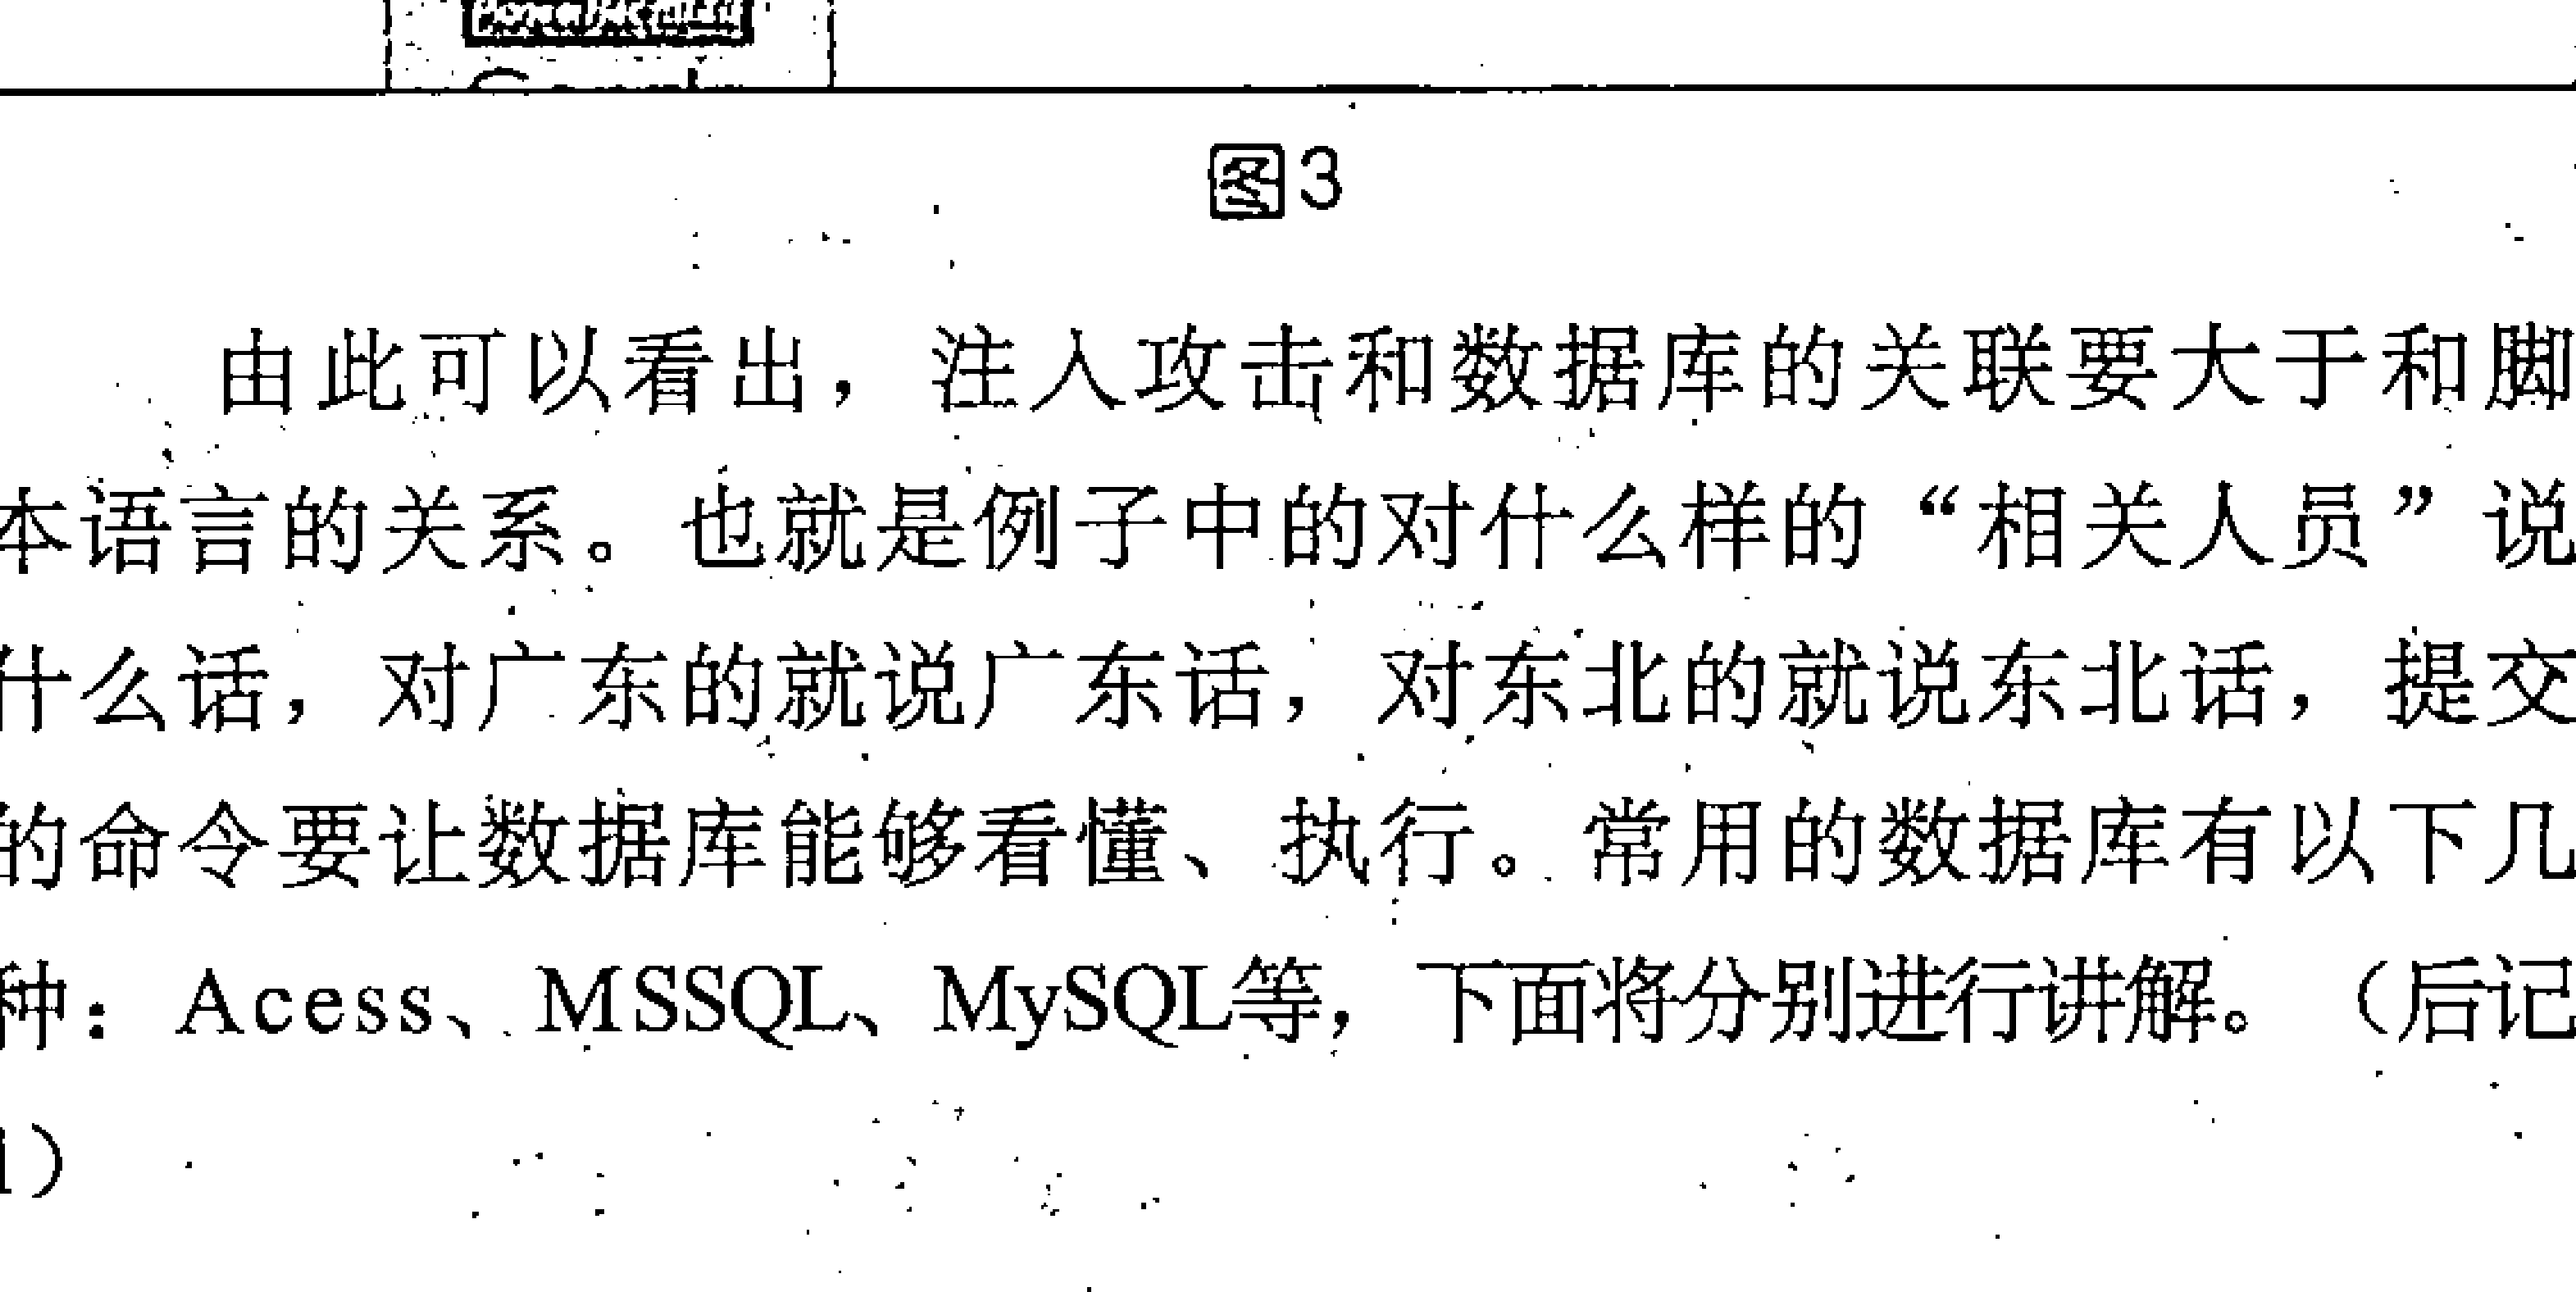 图3
由此可以看出，注入攻击和数据库的关联要大于和脚
本语言的关系。也就是例子中的对什么样的“相关人员”说
什么话，对广东的就说广东话，对东北的就说东北话，提交
的命令要让数据库能够看懂、执行。常用的数据库有以下几
种：Acess、MSSQL、MySQL等，下面将分别进行讲解。（后记
1）